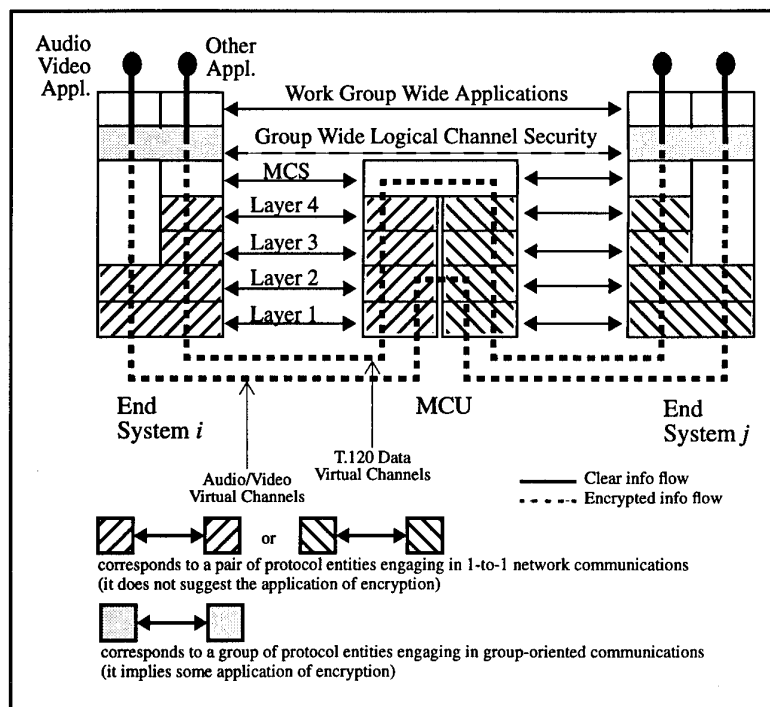 Audio
Video
Appl.
Other
Appl.
Work Group Wide Applications
Group Wide Logical Channel Security
MCS
Layer 4
Layer 3
Layer 2
Layer 1
End
System i
MCU
End
System j
T.120 Data
Virtual Channels
Audio/Video
Virtual Channels
Clear info flow
Encrypted info flow
or
corresponds to a pair of protocol entities engaging in 1-to-1 network communications
(it does not suggest the application of encryption)
corresponds to a group of protocol entities engaging in group-oriented communications
(it implies some application of encryption)